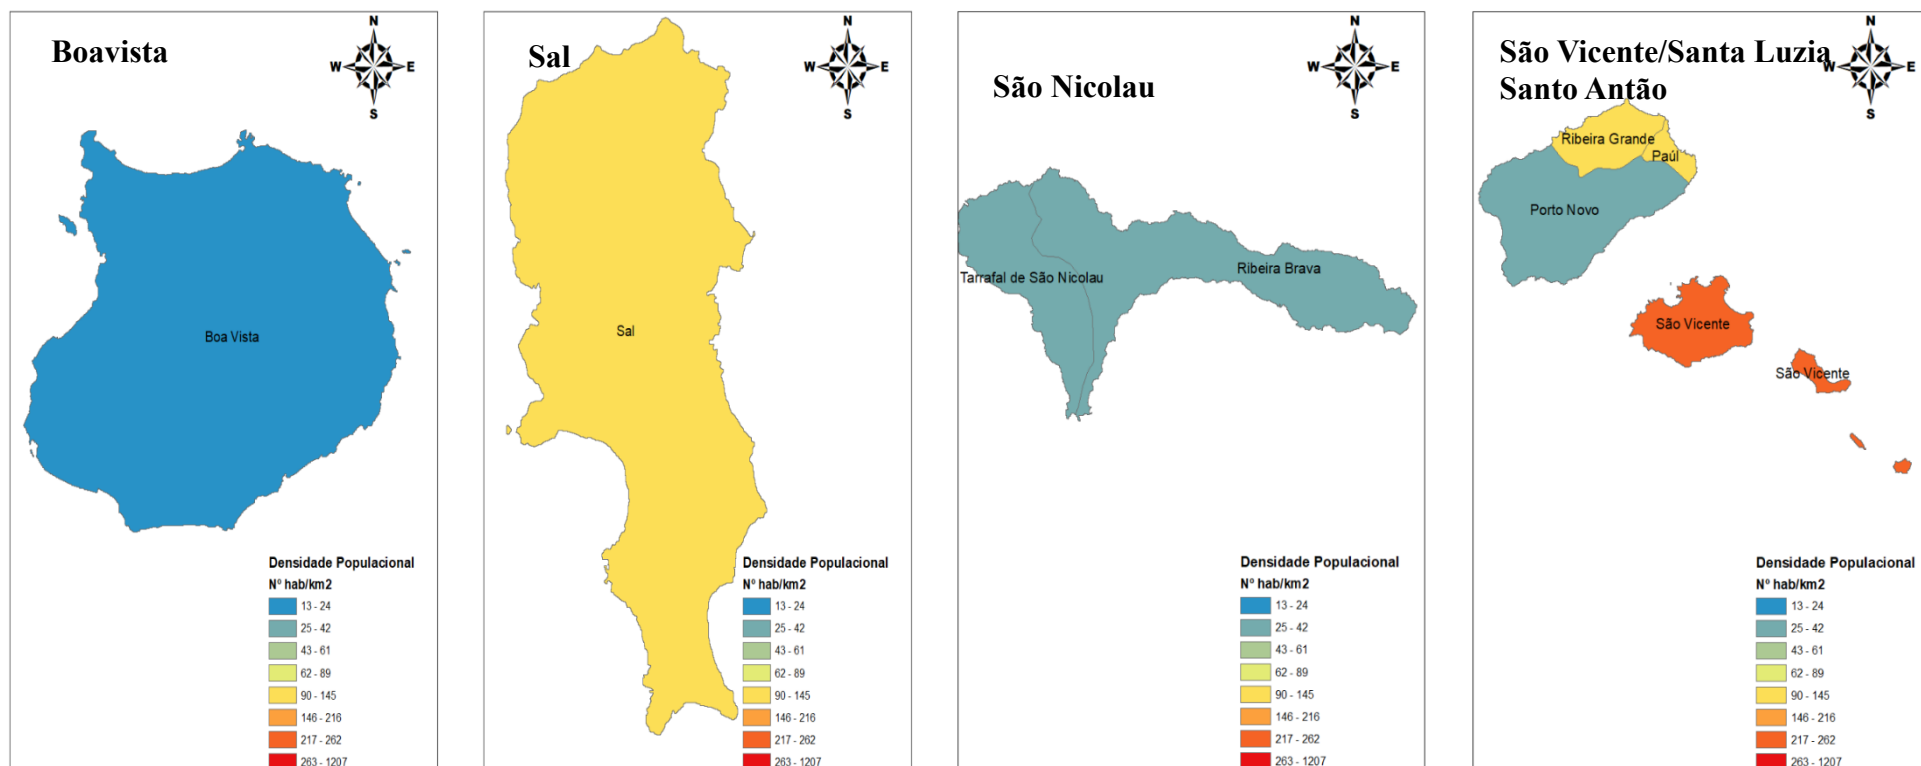 Boavista
N
W
E
S
Boa Vista
Densidade Populacional
Nº hab/km2
13 - 24
25 - 42
43 - 61
62 - 89
90 - 145
146 - 216
217 - 262
263 - 1207
Sal
N
W
E
S
Sal
Densidade Populacional
Nº hab/km2
13 - 24
25 - 42
43 - 61
62 - 89
90 - 145
146 - 216
217 - 262
263 - 1207
São Nicolau
N
W
E
S
Ribeira Brava
Tarrafal de São Nicolau
Densidade Populacional
Nº hab/km2
13 - 24
25 - 42
43 - 61
62 - 89
90 - 145
146 - 216
217 - 262
263 - 1207
São Vicente/Santa Luzia
Santo Antão
N
W
E
S
Ribeira Grande
Paúl
Porto Novo
São Vicente
São Vicente
Densidade Populacional
Nº hab/km2
13 - 24
25 - 42
43 - 61
62 - 89
90 - 145
146 - 216
217 - 262
263 - 1207